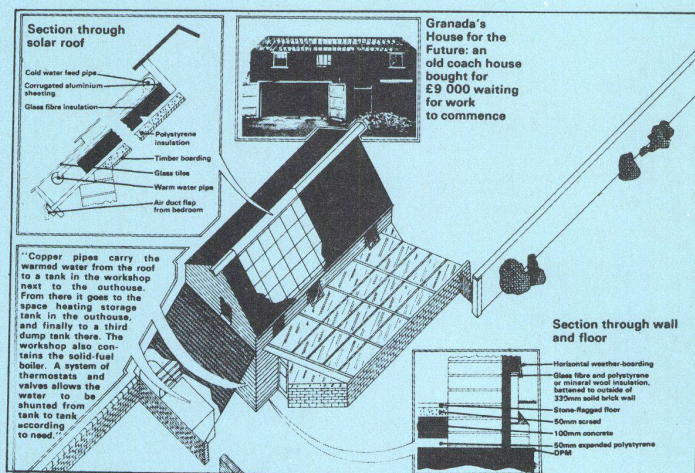 Section through
solar roof
Cold water feed pipe
Corrugated aluminium
sheeting
Glass fibre insulation
Polystyrene
insulation
Timber boarding
Glass tiles
Warm water pipe
Air duct flap
from bedroom
Granada's
House for the
Future: an
old coach house
bought for
£9 000 waiting
for work
to commence
"Copper pipes carry the
warmed water from the roof
to a tank in the workshop
next to the outhouse.
From there it goes to the
space heating storage
tank in the outhouse,
and finally to a third
dump tank there. The
workshop also con-
tains the solid-fuel
boiler. A system of
thermostats and
valves allows the
water to be
shunted from
tank to tank
according
to need."
Section through wall
and floor
Horizontal weather-boarding
Glass fibre and polystyrene
or mineral wool insulation,
battened to outside of
330mm solid brick wall
Stone-flagged floor
50mm screed
100mm concrete
50mm expanded polystyrene
DPM